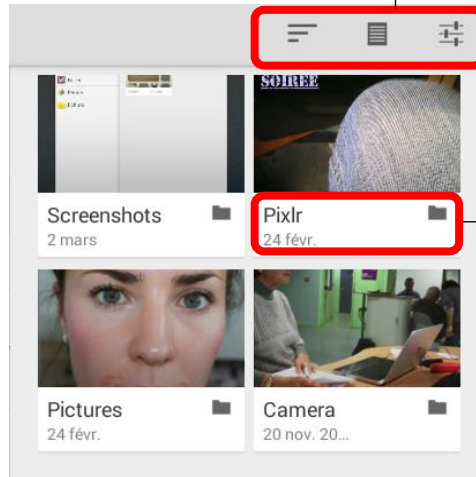 SOIREE
Screenshots
2 mars
Pixlr
24 févr.
Pictures
24 févr.
Camera
20 nov. 20...